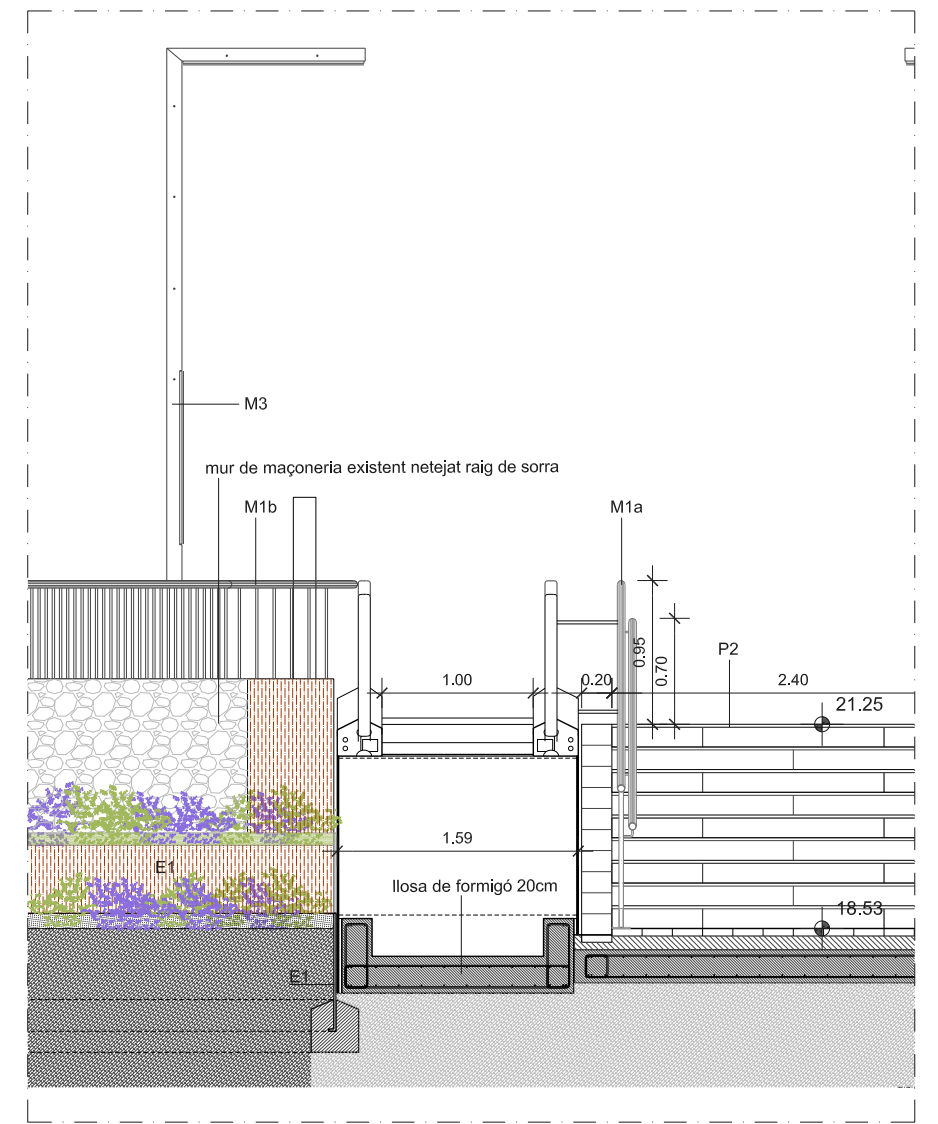 M3
mur de maçoneria existent netejat raig de sorra
M1b
M1a
0.95
0.70
P2
1.00
0.20
2.40
21.25
1.59
E1
llosa de formigó 20cm
18.53
E1